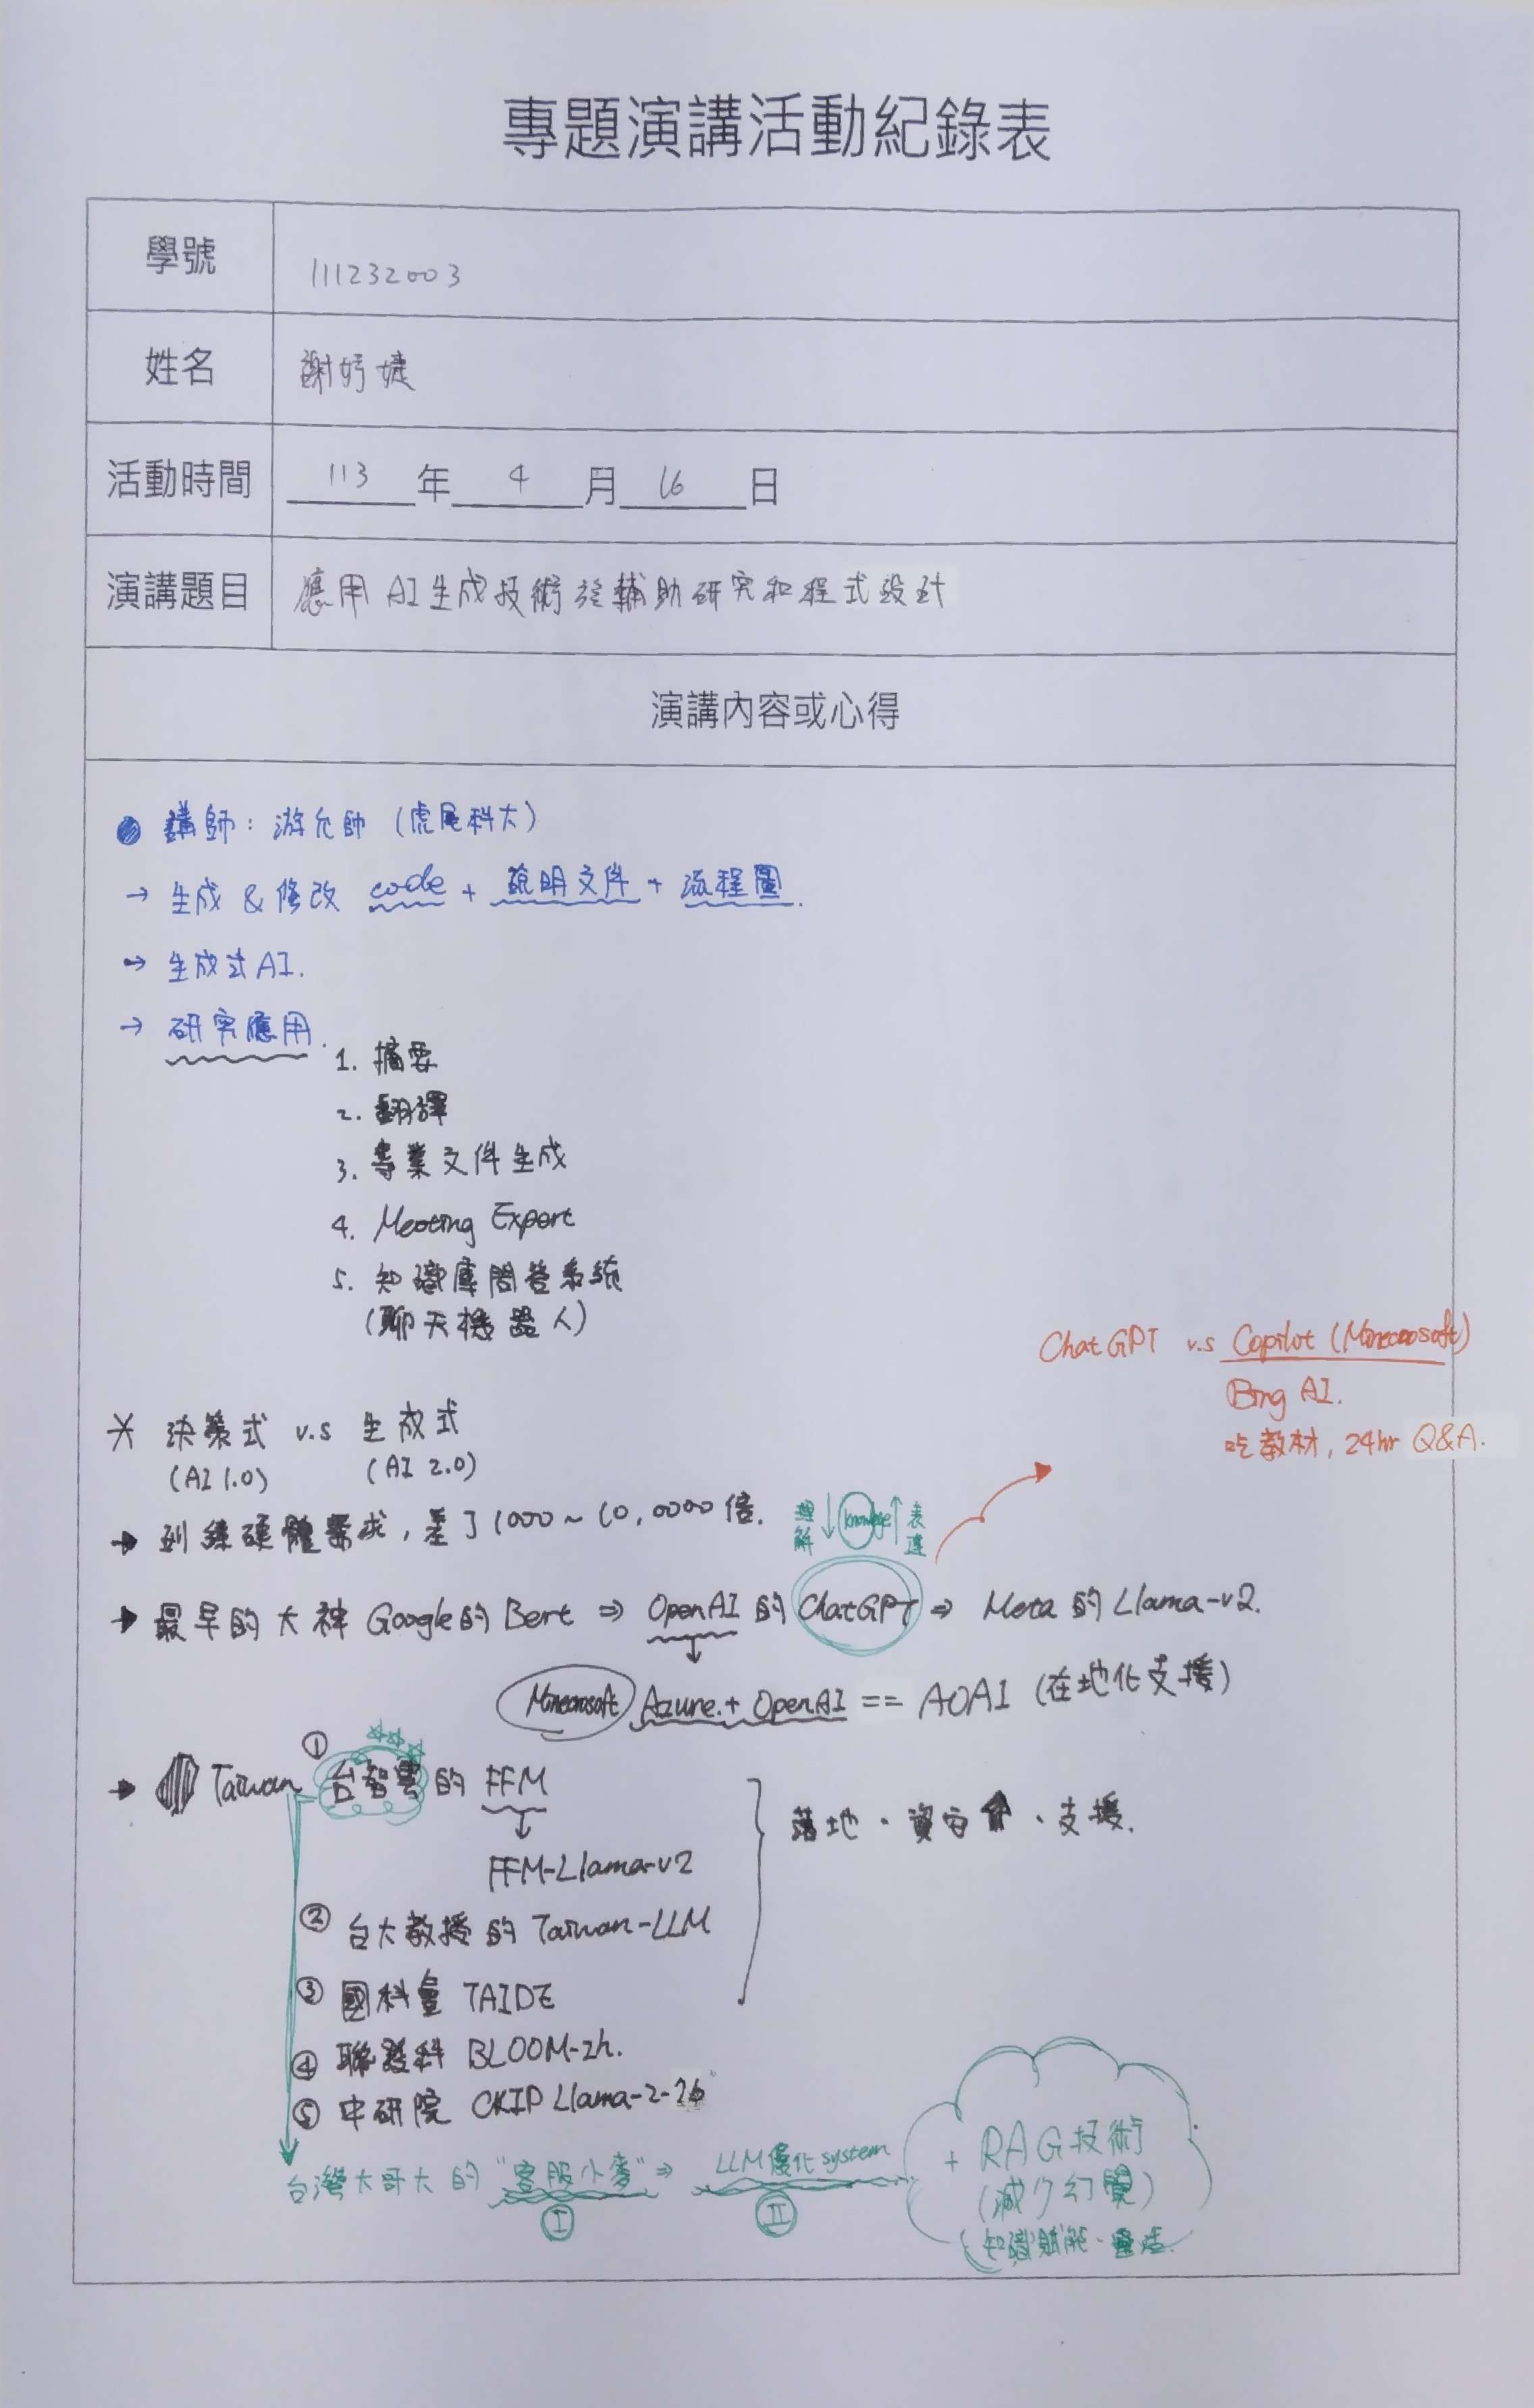 專題演講活動紀錄表
學號 111232003
姓名 謝妤婕
活動時間 113 年 4 月 16 日
演講題目 應用AI生成技術於輔助研究和程式設計
演講內容或心得
講師: 游允帥 (虎尾科大)
→ 生成 & 修改 code + 說明文件 + 流程圖.
→ 生成式AI.
→ 研究應用.
1. 摘要
2. 翻譯
3. 專業文件生成
4. Meeting Expert
5. 知識庫問答系統
(聊天機器人)
ChatGPT v.s Copilot
Bing AI.
吃教材, 24hr Q&A.
決策式 v.s 生成式
(AI 1.0) (AI 2.0)
→ 訓練硬體需求, 差了1000~10,0000倍.
理解 ↓ knowledge ↑ 表達
→ 最早的大神 Google的Bert ⇒ OpenAI 的 ChatGPT ⇒ Meta 的 Llama-v2.
Azure + OpenAI == AOAI (在地化支援)
→ Taiwan ① 台智雲 的 FFM
↓
FFM-Llama-v2
落地、資安↑、支援.
② 台大教授的 Taiwan-LLM
③ 國科會 TAIDE
④ 聯發科 BLOOM-zh.
⑤ 中研院 CKIP Llama-2-7b
台灣大哥大的 "客服小麥" ⇒ LLM優化system
Ⅰ Ⅱ
+ RAG技術
(減少幻覺)
知識賦能、靈活.